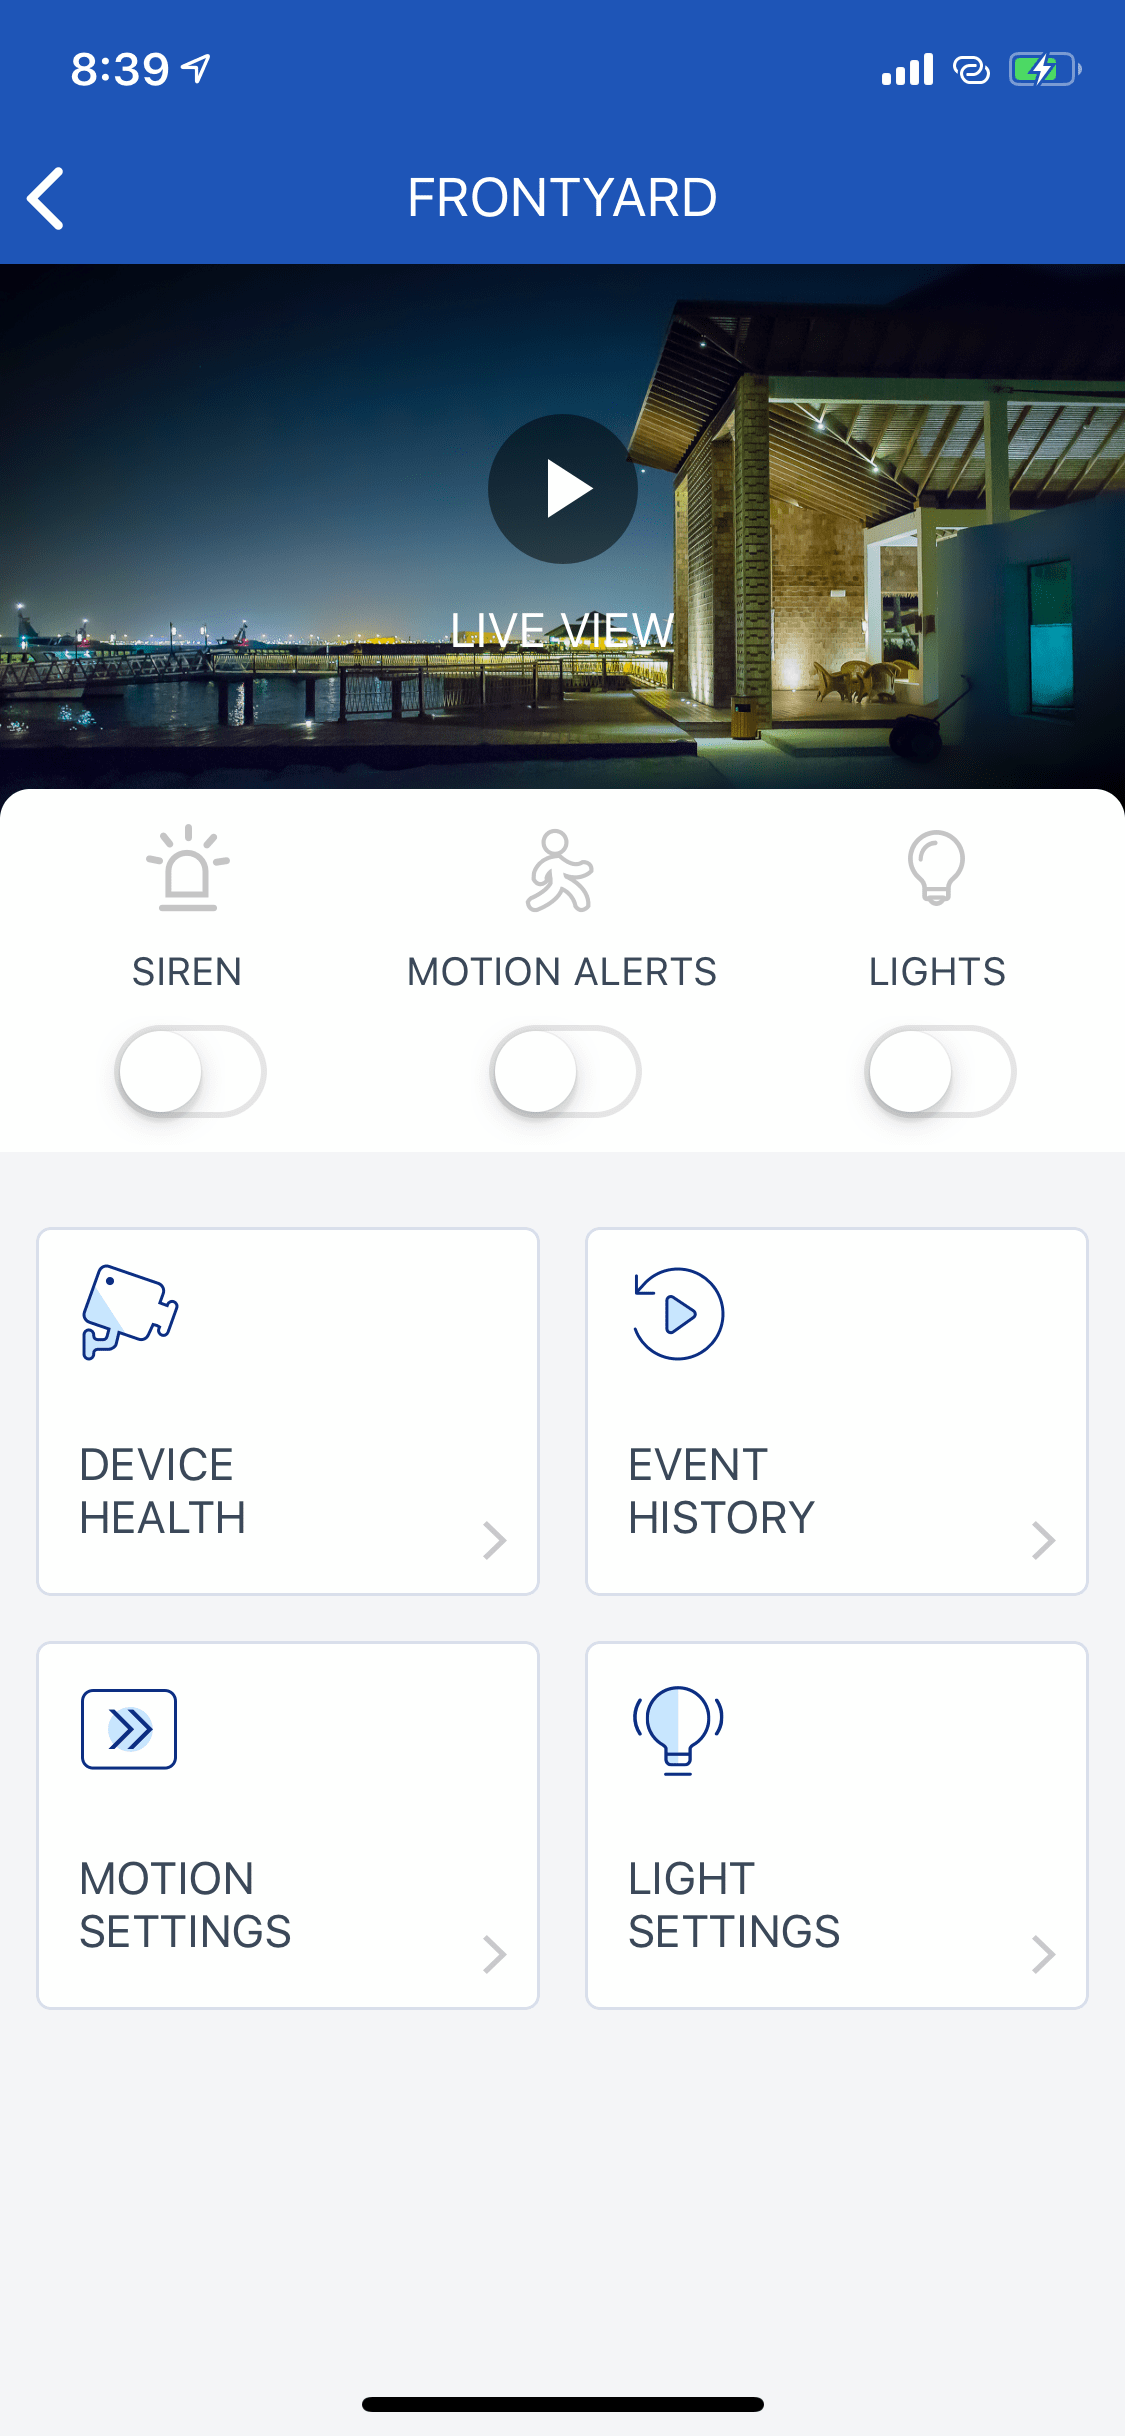 8:39
FRONTYARD
LIVE VIEW
SIREN
MOTION ALERTS
LIGHTS
DEVICE
HEALTH
EVENT
HISTORY
MOTION
SETTINGS
LIGHT
SETTINGS